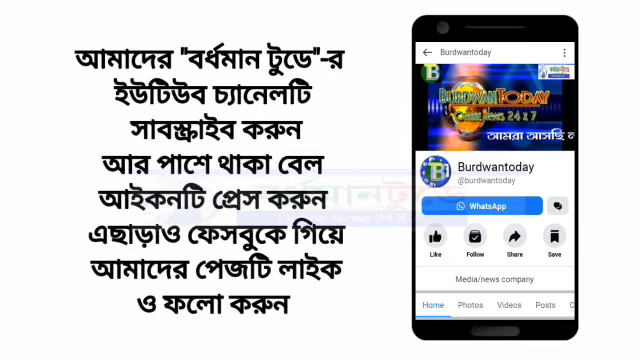 আমাদের "বর্ধমান টুডে"-র
ইউটিউব চ্যানেলটি
সাবস্ক্রাইব করুন
আর পাশে থাকা বেল
আইকনটি প্রেস করুন
এছাড়াও ফেসবুকে গিয়ে
আমাদের পেজটি লাইক
ও ফলো করুন
Burdwantoday
BURDWANTODAY
ONLINE NEWS 24 X 7
আমরা আসছি
Burdwantoday
@burdwantoday
WhatsApp
Like Follow Share Save
Media/news company
Home Photos Videos Posts